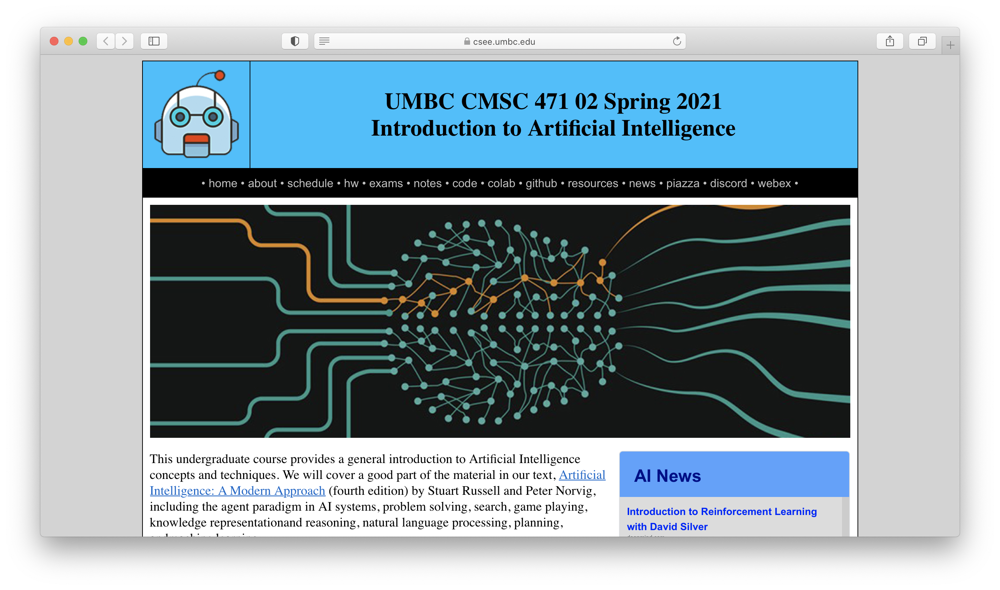 csee.umbc.edu
UMBC CMSC 471 02 Spring 2021
Introduction to Artificial Intelligence
• home • about • schedule • hw • exams • notes • code • colab • github • resources • news • piazza • discord • webex •
This undergraduate course provides a general introduction to Artificial Intelligence
concepts and techniques. We will cover a good part of the material in our text, Artificial
Intelligence: A Modern Approach (fourth edition) by Stuart Russell and Peter Norvig,
including the agent paradigm in AI systems, problem solving, search, game playing,
knowledge representationand reasoning, natural language processing, planning,
AI News
Introduction to Reinforcement Learning
with David Silver